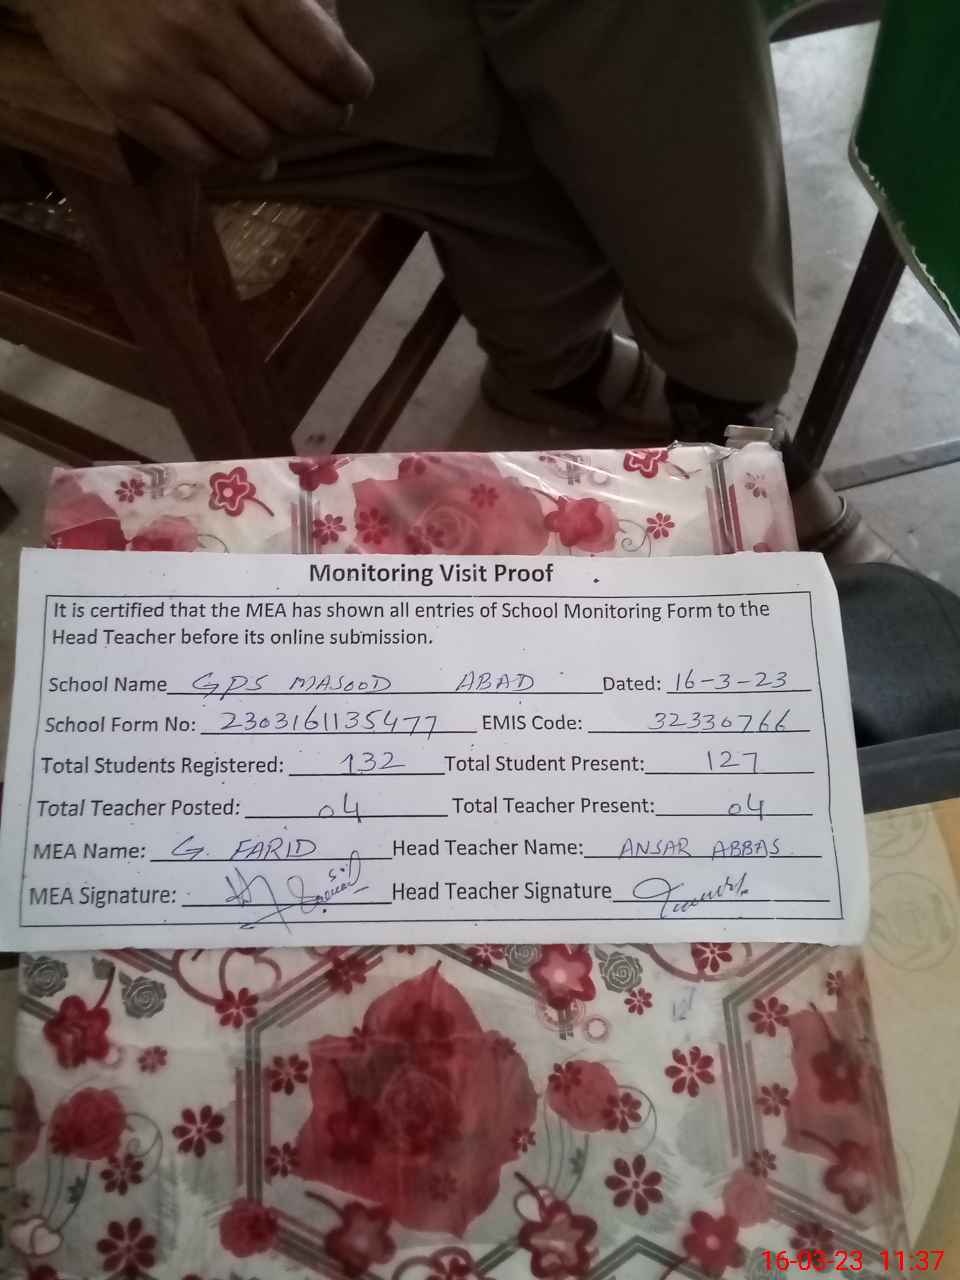 Monitoring Visit Proof
It is certified that the MEA has shown all entries of School Monitoring Form to the
Head Teacher before its online submission.
School Name GPS MASOOD ABAD Dated: 16-3-23
School Form No: 2303161135477 EMIS Code: 32330766
Total Students Registered: 132 Total Student Present: 127
Total Teacher Posted: 04 Total Teacher Present: 04
MEA Name: G. FARID Head Teacher Name: ANSAR ABBAS
MEA Signature: Head Teacher Signature
16-03-23 11:37